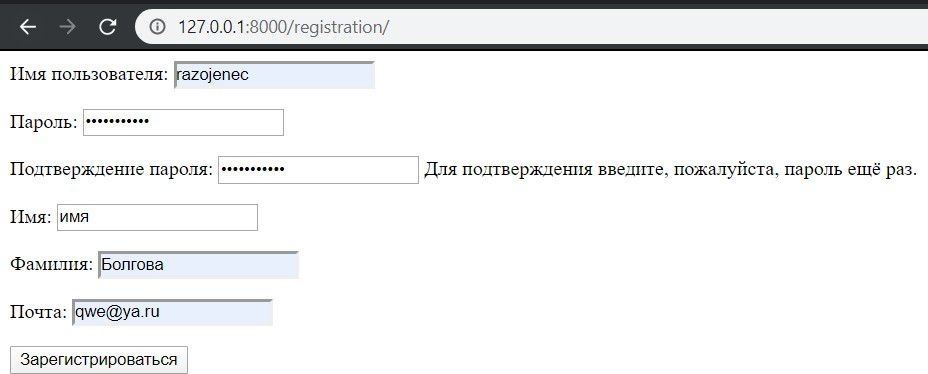 127.0.0.1:8000/registration/
Имя пользователя: razojenec
Пароль: •••••••••••
Подтверждение пароля: ••••••••••• Для подтверждения введите, пожалуйста, пароль ещё раз.
Имя: имя
Фамилия: Болгова
Почта: qwe@ya.ru
Зарегистрироваться